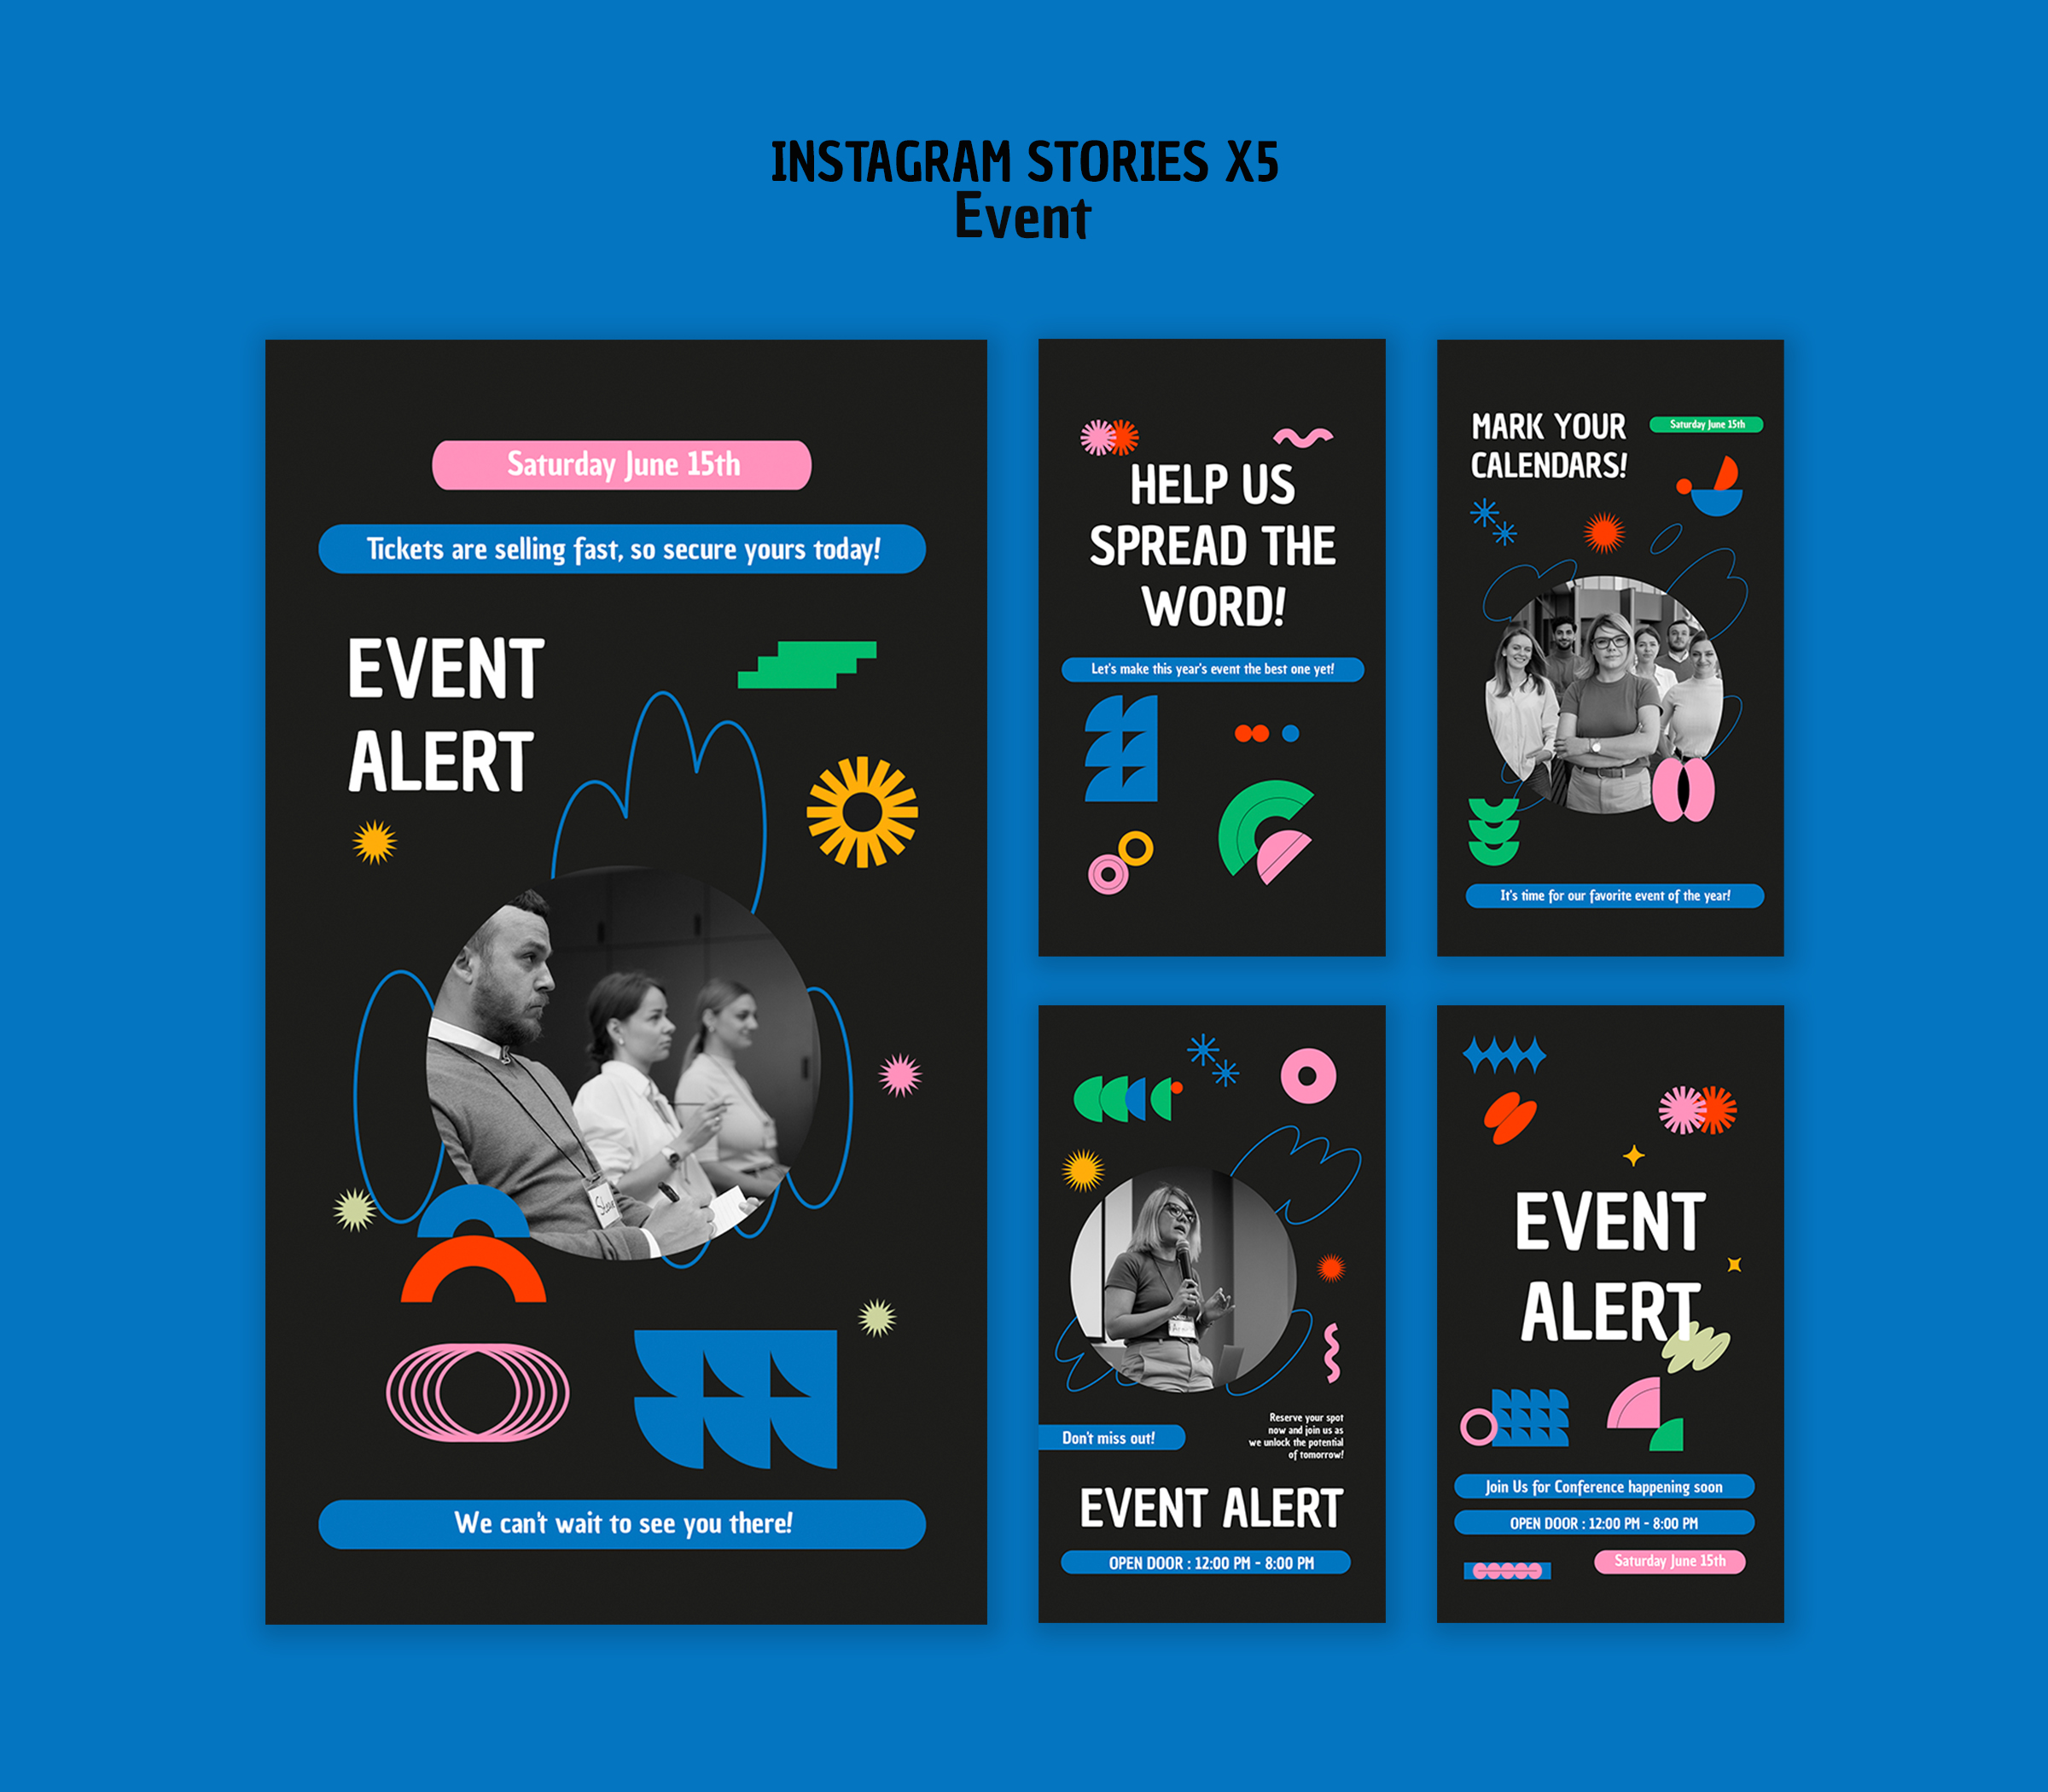 INSTAGRAM STORIES X5
Event
Saturday June 15th
Tickets are selling fast, so secure yours today!
EVENT
ALERT
We can't wait to see you there!
HELP US
SPREAD THE
WORD!
Let's make this year's event the best one yet!
MARK YOUR
CALENDARS!
Saturday June 15th
It's time for our favorite event of the year!
Don't miss out!
Reserve your spot
now and join us as
we unlock the potential
of tomorrow!
EVENT ALERT
OPEN DOOR : 12:00 PM - 8:00 PM
EVENT
ALERT
Join Us for Conference happening soon
OPEN DOOR : 12:00 PM - 8:00 PM
Saturday June 15th